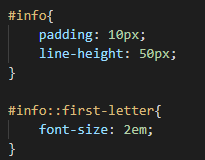 #info{
    padding: 10px;
    line-height: 50px;
}

#info::first-letter{
    font-size: 2em;
}